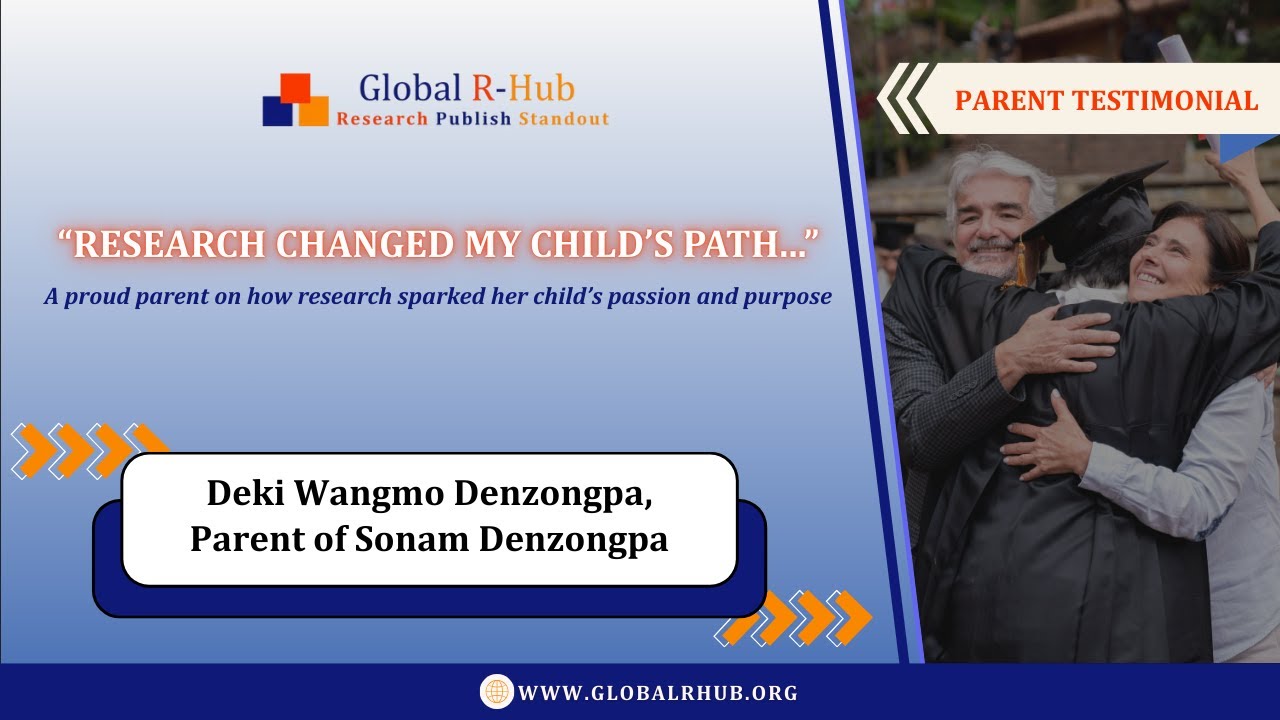 Global R-Hub
Research Publish Standout
PARENT TESTIMONIAL
“RESEARCH CHANGED MY CHILD’S PATH...”
A proud parent on how research sparked her child’s passion and purpose
Deki Wangmo Denzongpa,
Parent of Sonam Denzongpa
WWW.GLOBALRHUB.ORG